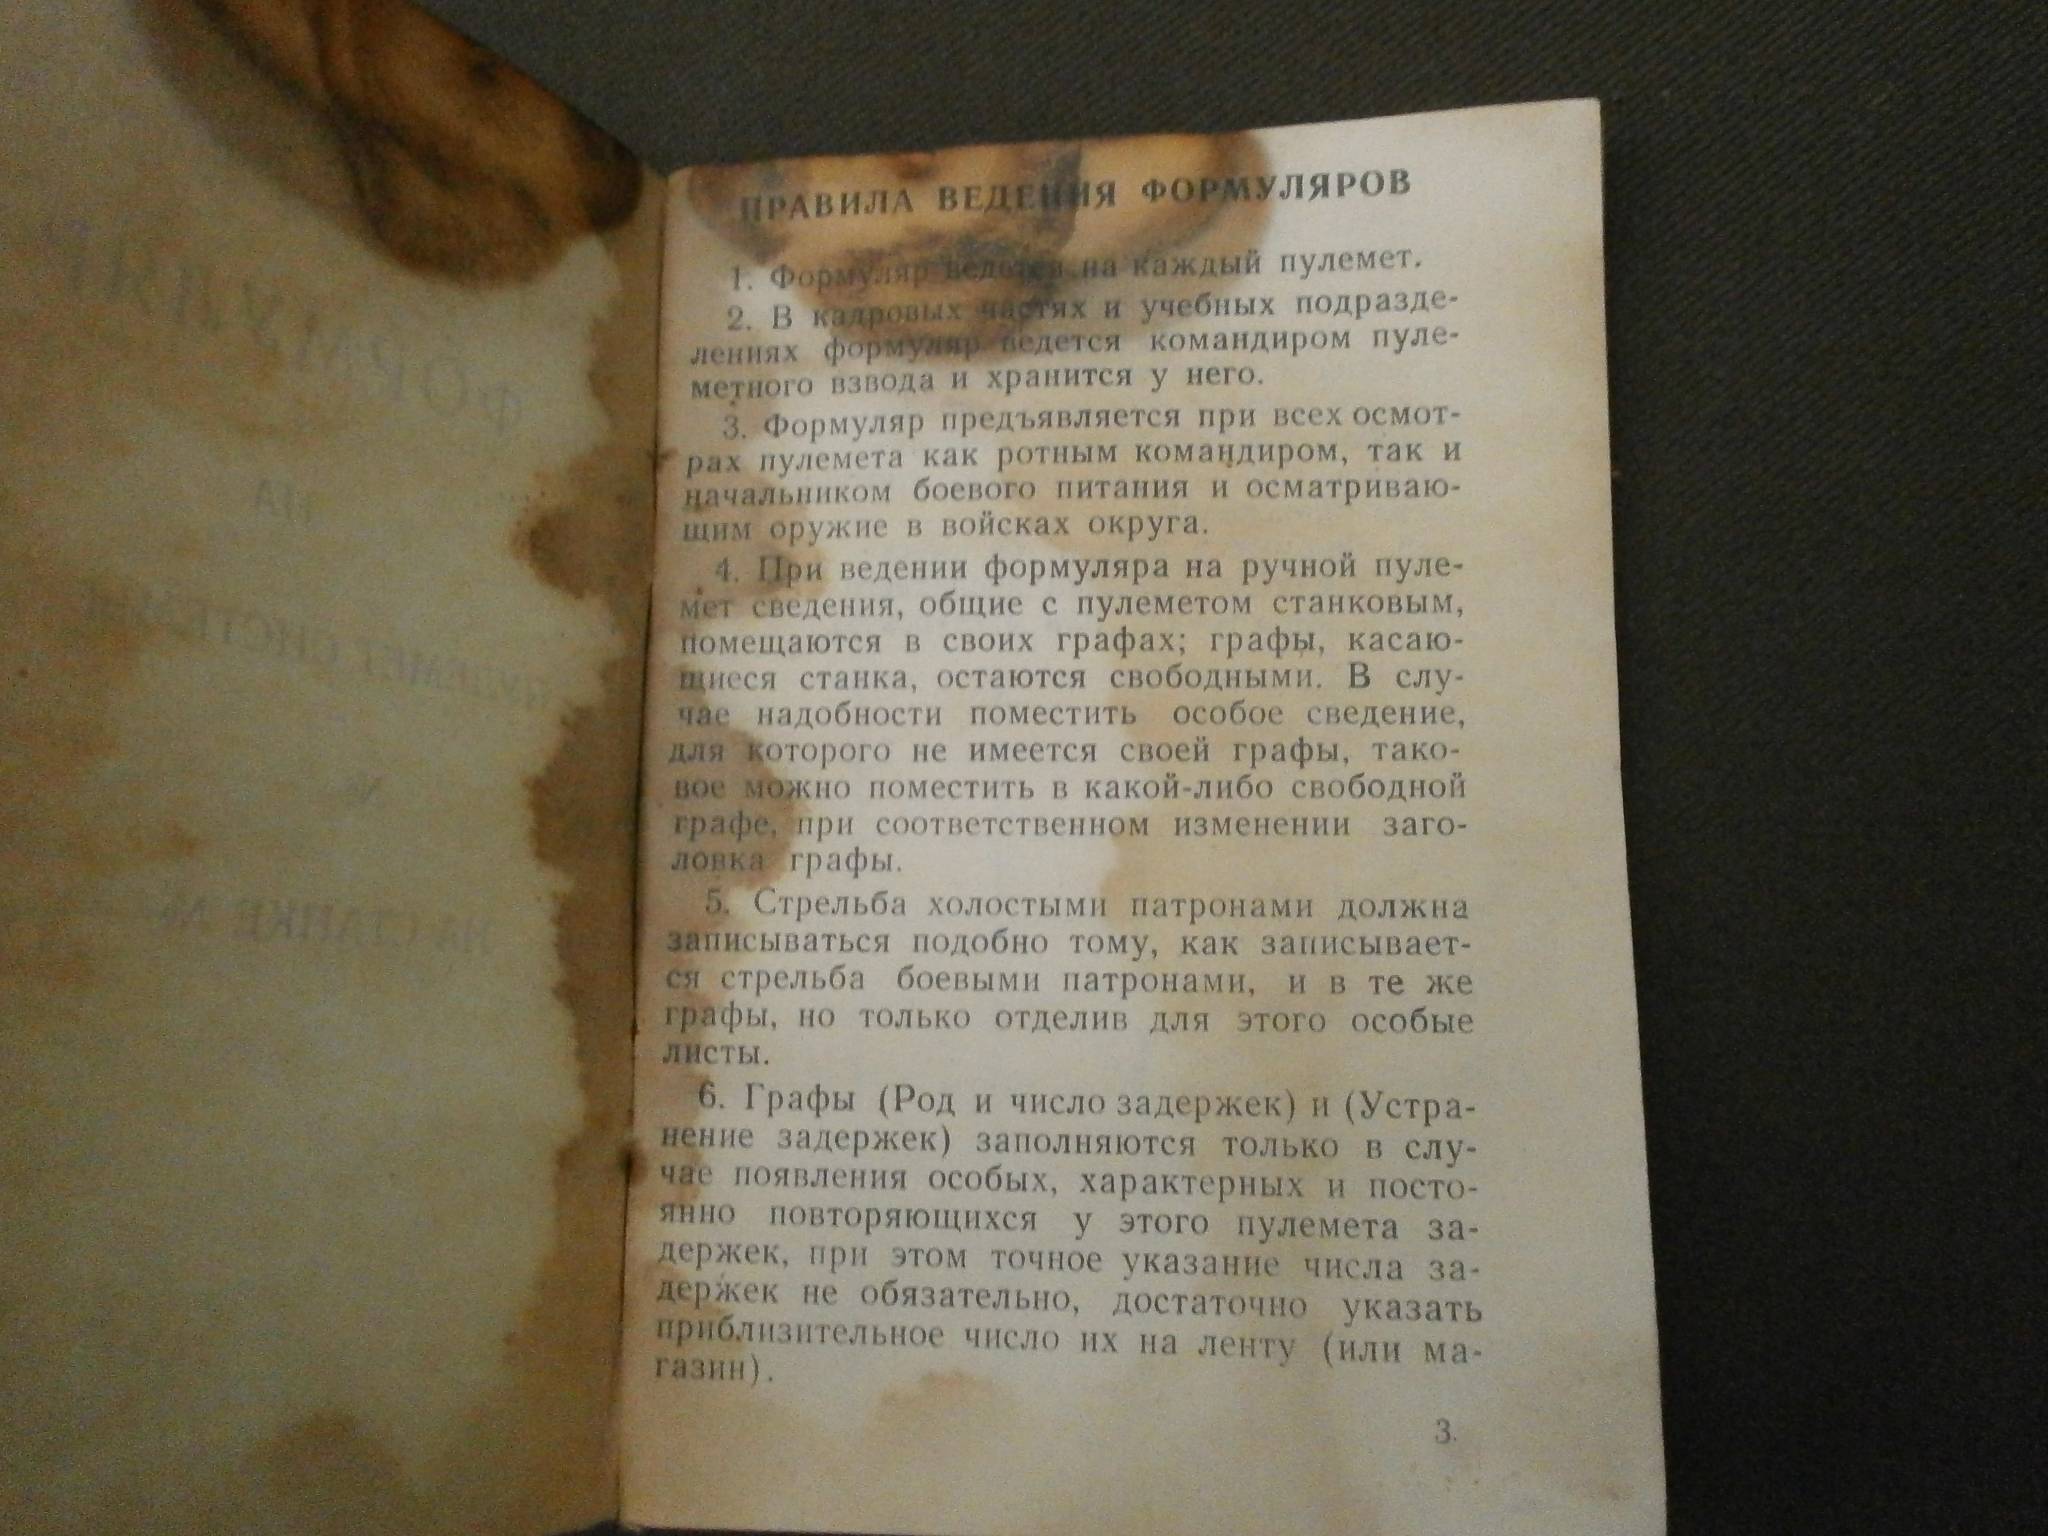 ПРАВИЛА ВЕДЕНИЯ ФОРМУЛЯРОВ
1. Формуляр ведется на каждый пулемет.
2. В кадровых частях и учебных подразде-
лениях формуляр ведется командиром пуле-
метного взвода и хранится у него.
3. Формуляр предъявляется при всех осмот-
рах пулемета как ротным командиром, так и
начальником боевого питания и осматриваю-
щим оружие в войсках округа.
4. При ведении формуляра на ручной пуле-
мет сведения, общие с пулеметом станковым,
помещаются в своих графах; графы, касаю-
щиеся станка, остаются свободными. В слу-
чае надобности поместить особое сведение,
для которого не имеется своей графы, тако-
вое можно поместить в какой-либо свободной
графе, при соответственном изменении заго-
ловка графы.
5. Стрельба холостыми патронами должна
записываться подобно тому, как записывает-
ся стрельба боевыми патронами, и в те же
графы, но только отделив для этого особые
листы.
6. Графы (Род и число задержек) и (Устра-
нение задержек) заполняются только в слу-
чае появления особых, характерных и посто-
янно повторяющихся у этого пулемета за-
держек, при этом точное указание числа за-
держек не обязательно, достаточно указать
приблизительное число их на ленту (или ма-
газин).
3